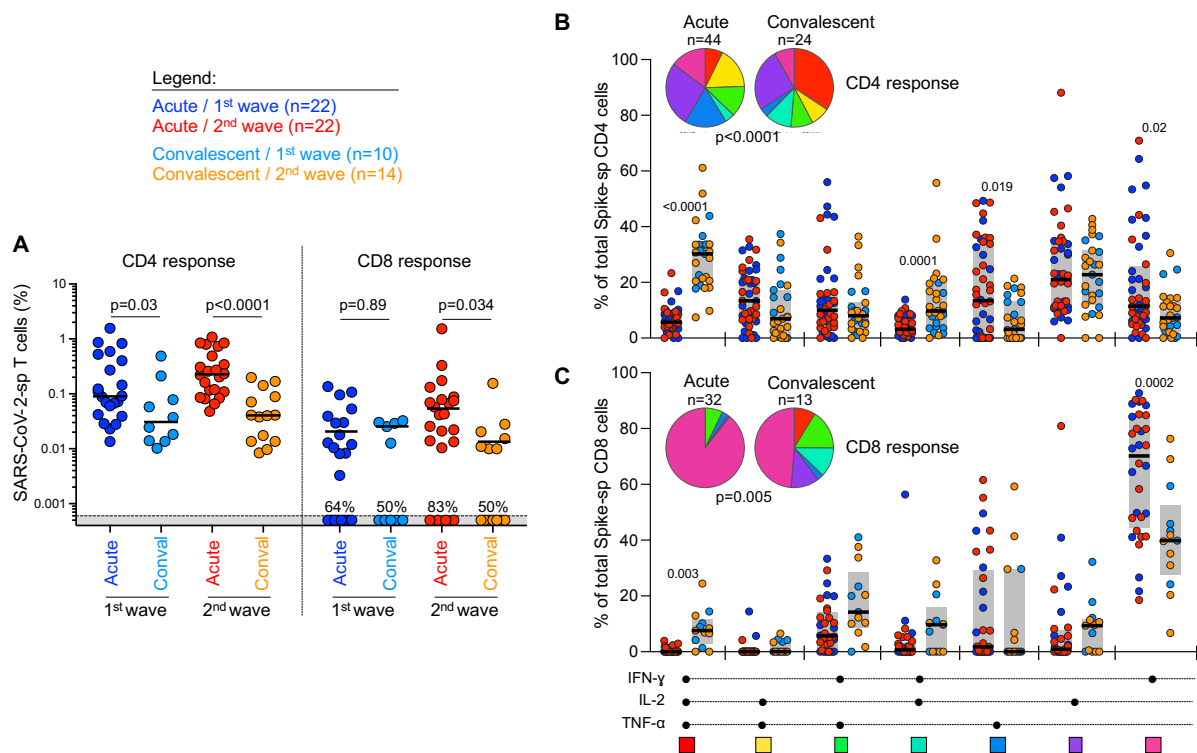 Legend:
Acute / 1st wave (n=22)
Acute / 2nd wave (n=22)
Convalescent / 1st wave (n=10)
Convalescent / 2nd wave (n=14)
A
CD4 response
CD8 response
SARS-CoV-2-sp T cells (%)
10
1
0.1
0.01
0.001
p=0.03
p<0.0001
p=0.89
p=0.034
64%
50%
83%
50%
Acute
Conval
Acute
Conval
Acute
Conval
Acute
Conval
1st wave
2nd wave
1st wave
2nd wave
B
Acute
n=44
Convalescent
n=24
CD4 response
p<0.0001
% of total Spike-sp CD4 cells
100
80
60
40
20
0
<0.0001
0.0001
0.019
0.02
C
Acute
n=32
Convalescent
n=13
CD8 response
p=0.005
% of total Spike-sp CD8 cells
100
80
60
40
20
0
0.003
0.0002
IFN-ɣ
IL-2
TNF-α